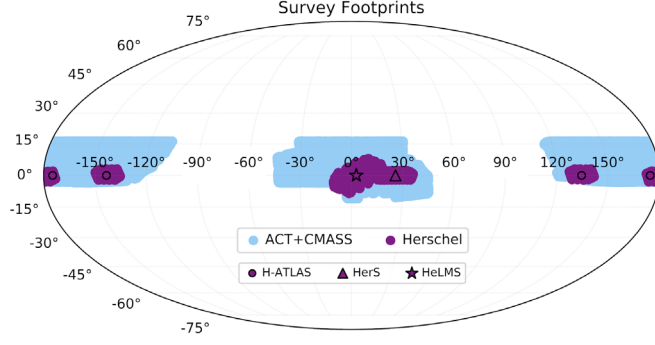 Survey Footprints
75°
60°
45°
30°
15°
-150° -120° -90° -60° -30° 0° 30° 60° 90° 120° 150°
0°
-15°
-30°
-45°
-60°
-75°
ACT+CMASS Herschel
H-ATLAS HerS HeLMS